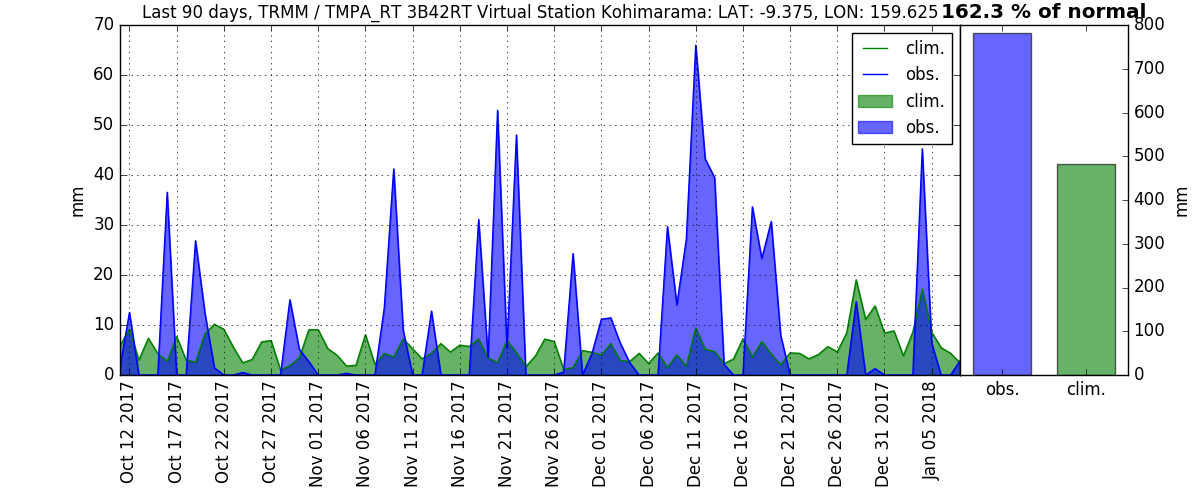 Last 90 days, TRMM / TMPA_RT 3B42RT Virtual Station Kohimarama: LAT: -9.375, LON: 159.625
162.3 % of normal
70
60
50
40
30
20
10
0
mm
clim.
obs.
clim.
obs.
800
700
600
500
400
300
200
100
0
mm
Oct 12 2017
Oct 17 2017
Oct 22 2017
Oct 27 2017
Nov 01 2017
Nov 06 2017
Nov 11 2017
Nov 16 2017
Nov 21 2017
Nov 26 2017
Dec 01 2017
Dec 06 2017
Dec 11 2017
Dec 16 2017
Dec 21 2017
Dec 26 2017
Dec 31 2017
Jan 05 2018
obs.
clim.